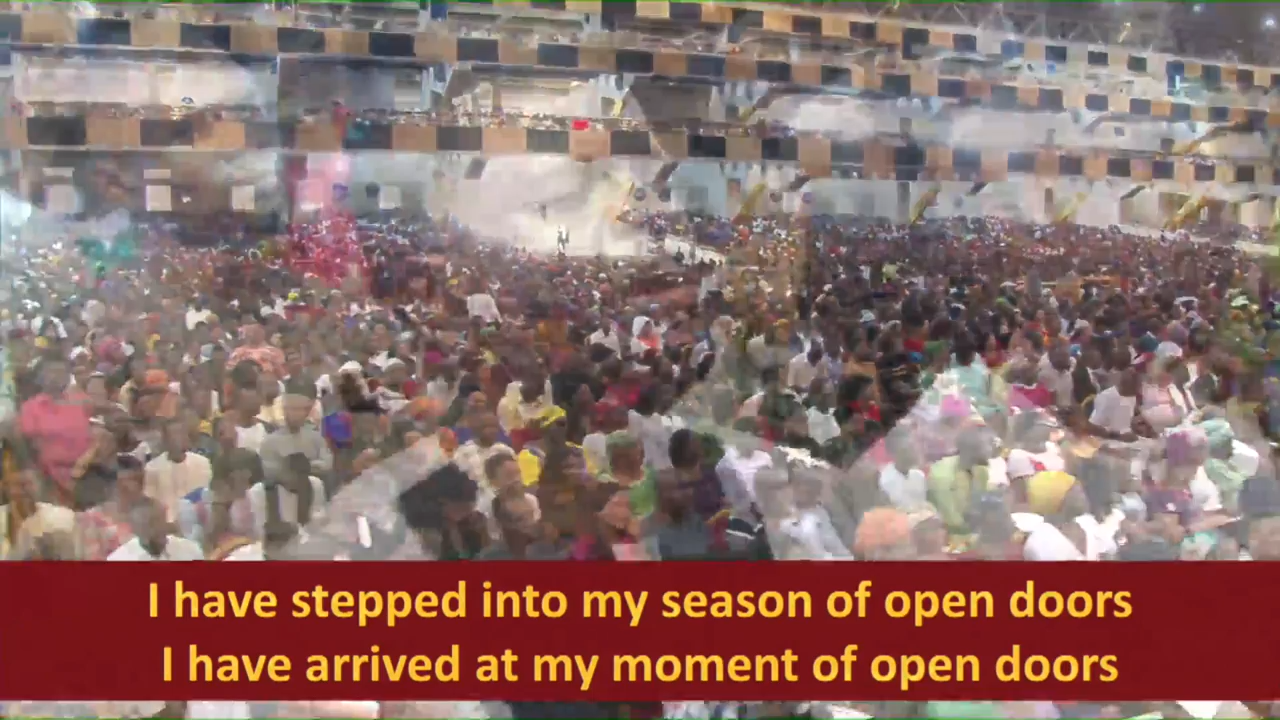 I have stepped into my season of open doors
I have arrived at my moment of open doors